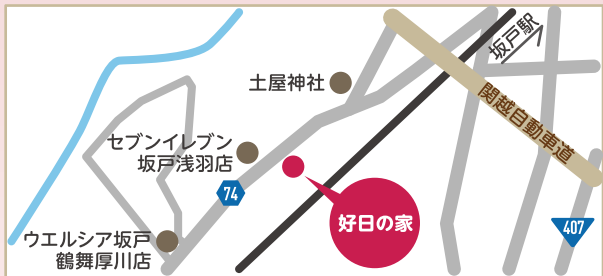 坂戸駅
土屋神社
関越自動車道
セブンイレブン
坂戸浅羽店
74
好日の家
407
ウエルシア坂戸
鶴舞厚川店